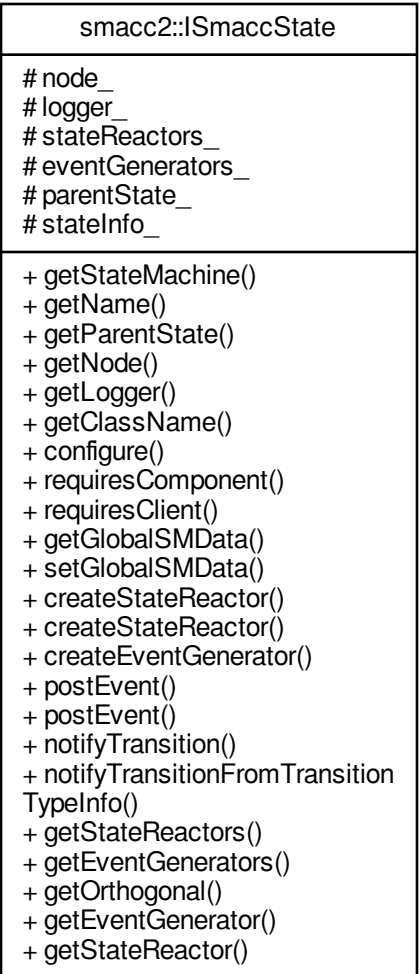 smacc2::ISmaccState
# node_
# logger_
# stateReactors_
# eventGenerators_
# parentState_
# stateInfo_
+ getStateMachine()
+ getName()
+ getParentState()
+ getNode()
+ getLogger()
+ getClassName()
+ configure()
+ requiresComponent()
+ requiresClient()
+ getGlobalSMData()
+ setGlobalSMData()
+ createStateReactor()
+ createStateReactor()
+ createEventGenerator()
+ postEvent()
+ postEvent()
+ notifyTransition()
+ notifyTransitionFromTransition
TypeInfo()
+ getStateReactors()
+ getEventGenerators()
+ getOrthogonal()
+ getEventGenerator()
+ getStateReactor()